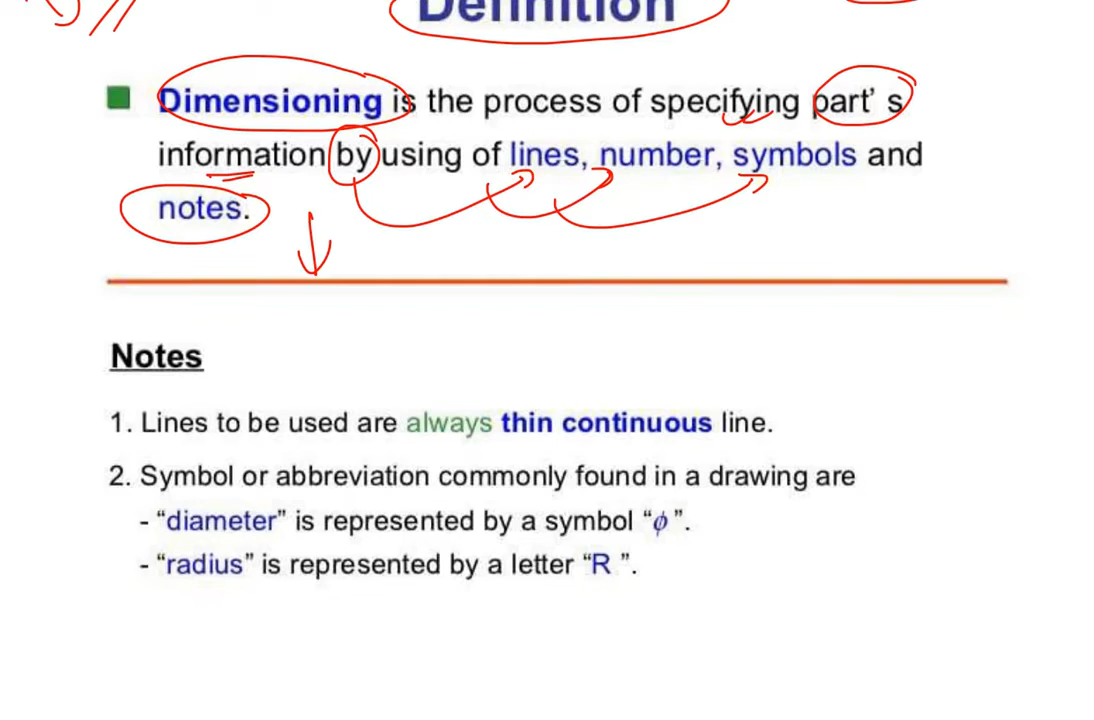 Definition
Dimensioning is the process of specifying part' s
information by using of lines, number, symbols and
notes.
Notes
1. Lines to be used are always thin continuous line.
2. Symbol or abbreviation commonly found in a drawing are
- “diameter” is represented by a symbol “ϕ ”.
- “radius” is represented by a letter “R ”.